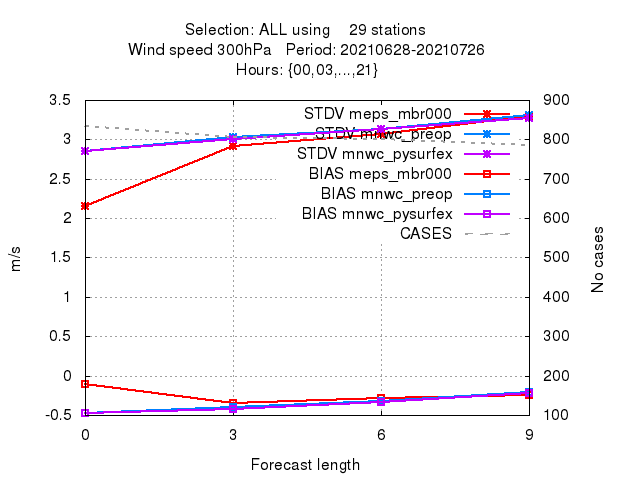 Selection: ALL using 29 stations
Wind speed 300hPa Period: 20210628-20210726
Hours: {00,03,...,21}
3.5
3
2.5
2
1.5
1
0.5
0
-0.5
m/s
900
800
700
600
500
400
300
200
100
No cases
STDV meps_mbr000
STDV mnwc_preop
STDV mnwc_pysurfex
BIAS meps_mbr000
BIAS mnwc_preop
BIAS mnwc_pysurfex
CASES
0 3 6 9
Forecast length